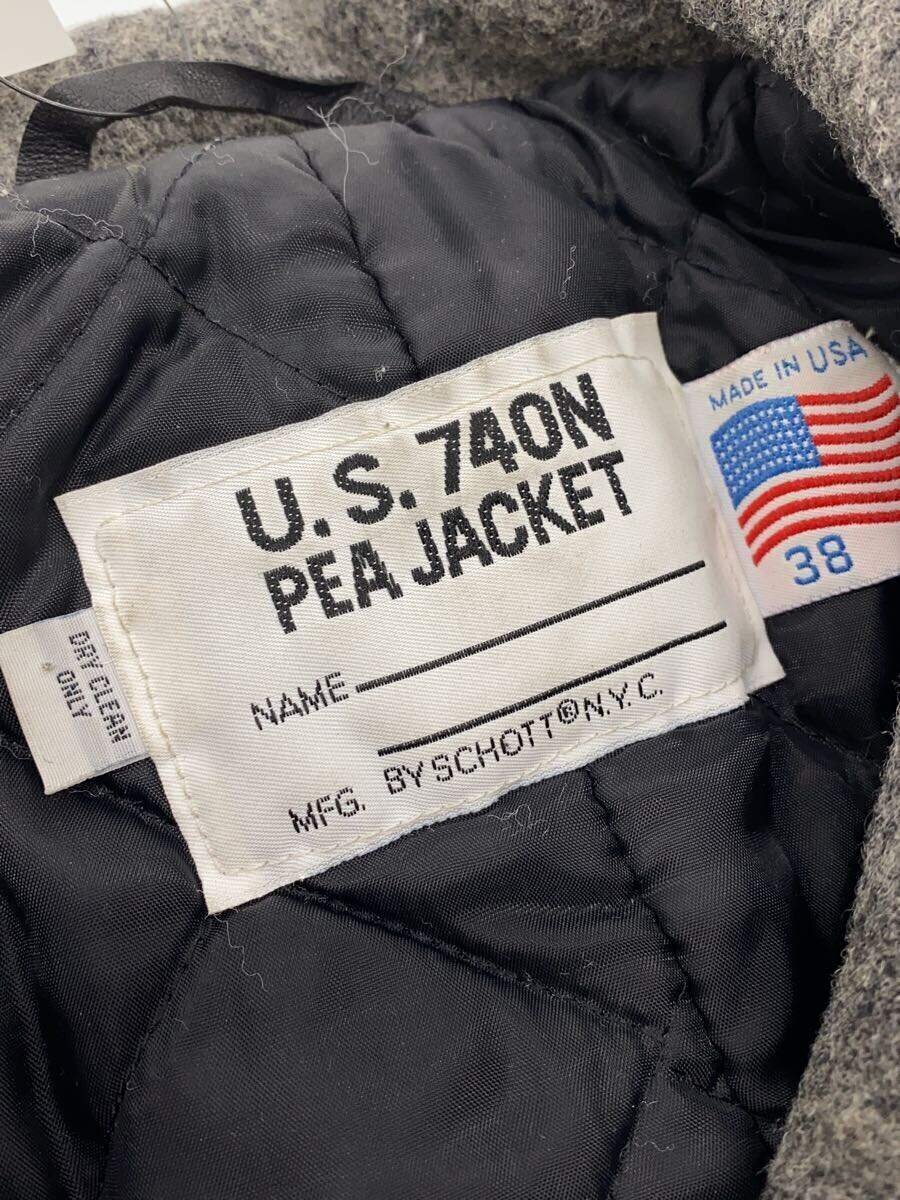 U.S. 740N
PEA JACKET
NAME
MFG. BY SCHOTT® N.Y.C.
MADE IN USA
38
DRY CLEAN
ONLY